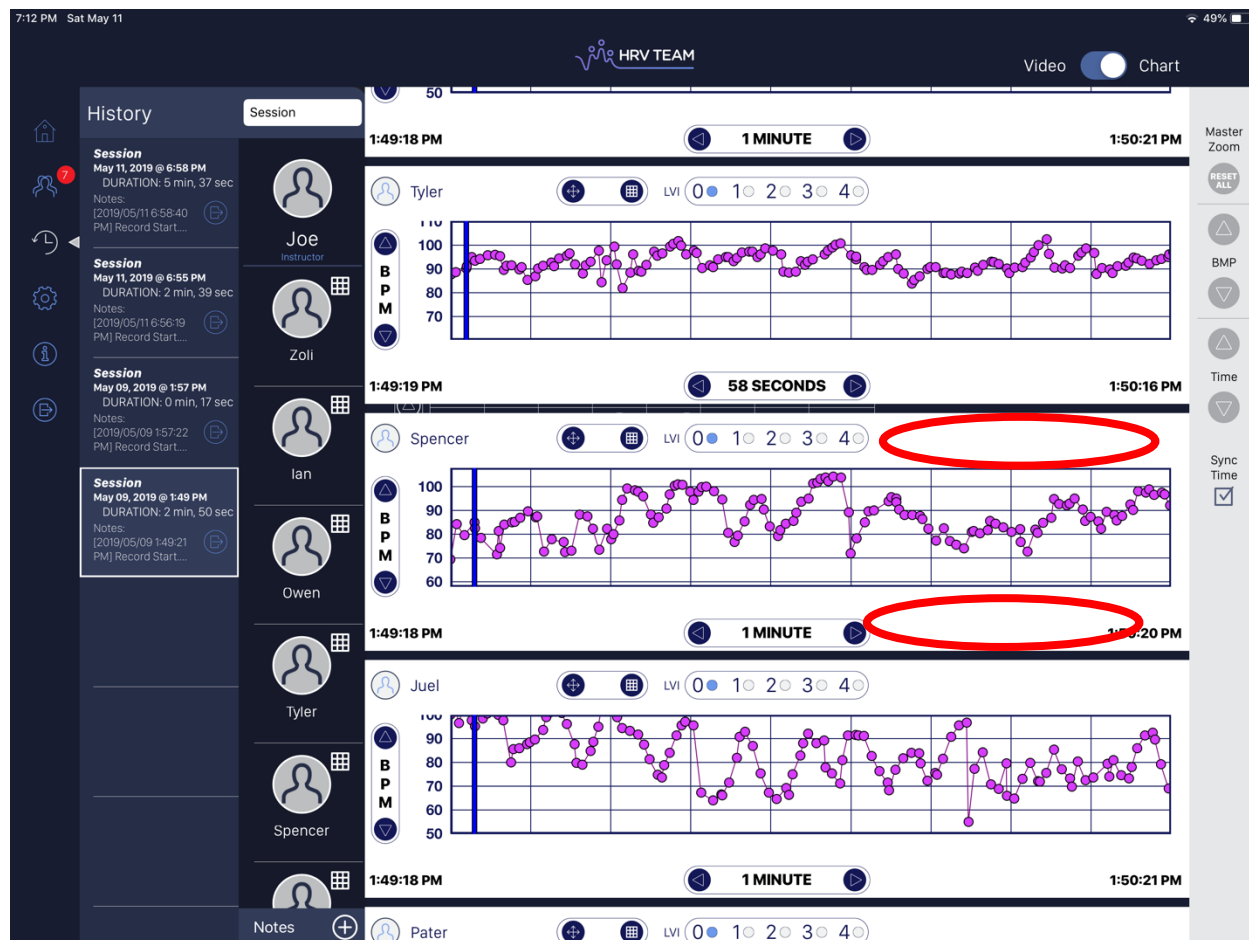 7:12 PM Sat May 11
49%
HRV TEAM
Video Chart
History
Session
Session
May 11, 2019 @ 6:58 PM
DURATION: 5 min, 37 sec
Notes:
[2019/05/11 6:58:40
PM] Record Start....
Session
May 11, 2019 @ 6:55 PM
DURATION: 2 min, 39 sec
Notes:
[2019/05/11 6:56:19
PM] Record Start....
Session
May 09, 2019 @ 1:57 PM
DURATION: 0 min, 17 sec
Notes:
[2019/05/09 1:57:22
PM] Record Start....
Session
May 09, 2019 @ 1:49 PM
DURATION: 2 min, 50 sec
Notes:
[2019/05/09 1:49:21
PM] Record Start....
7
Joe
Instructor
Zoli
Ian
Owen
Tyler
Spencer
Notes
50
1:49:18 PM 1 MINUTE 1:50:21 PM
Tyler LVI 0 1 2 3 4
110
100
90
80
70
BPM
1:49:19 PM 58 SECONDS 1:50:16 PM
Spencer LVI 0 1 2 3 4
100
90
80
70
60
BPM
1:49:18 PM 1 MINUTE 1:50:20 PM
Juel LVI 0 1 2 3 4
100
90
80
70
60
50
BPM
1:49:18 PM 1 MINUTE 1:50:21 PM
Pater LVI 0 1 2 3 4
Master
Zoom
RESET
ALL
BMP
Time
Sync
Time